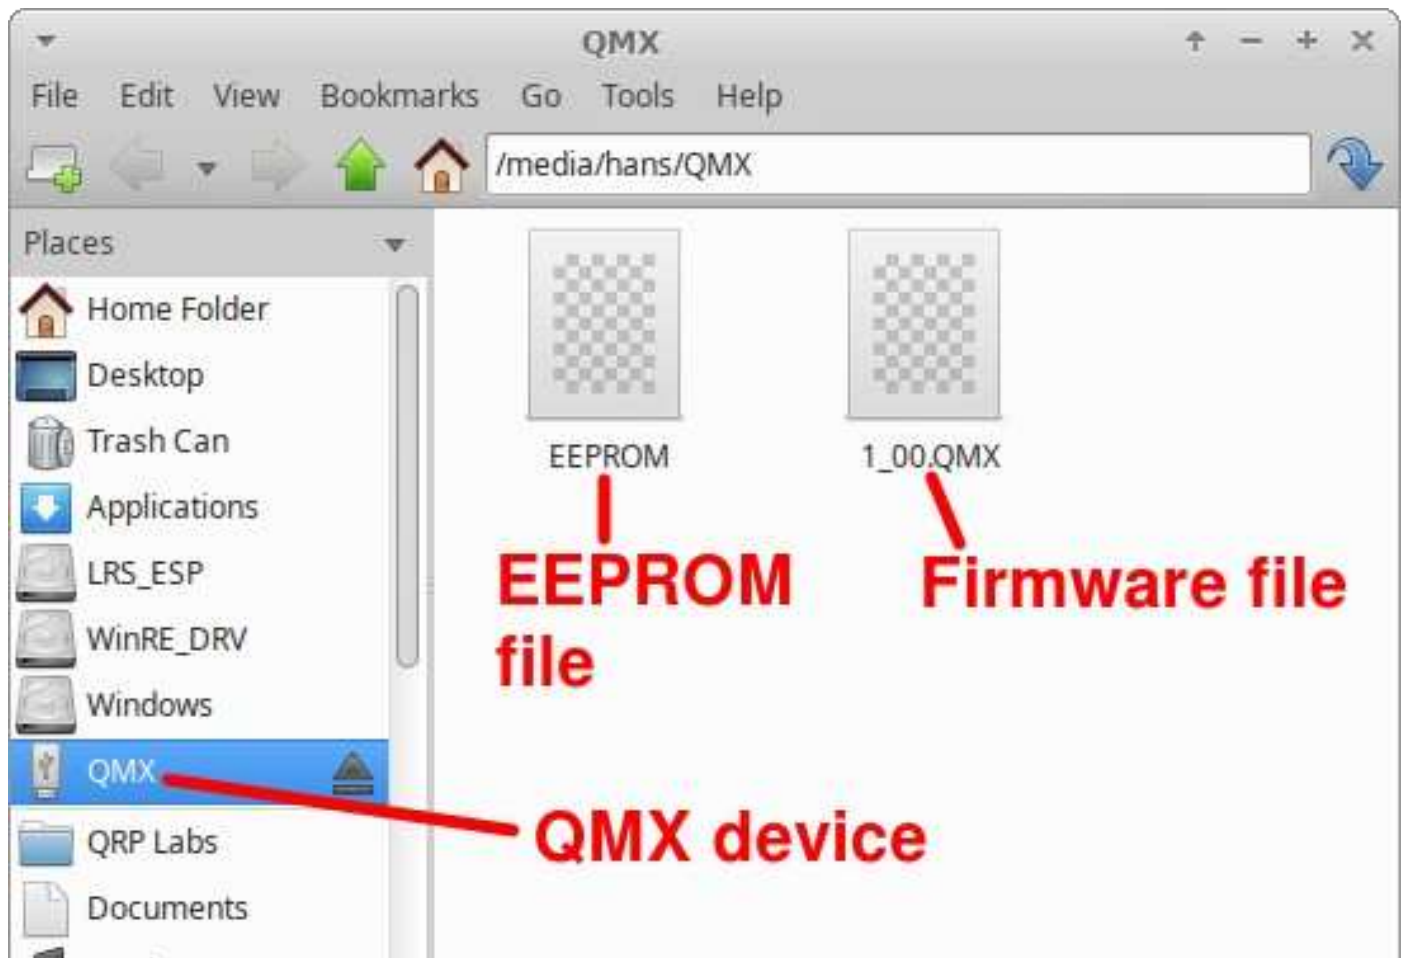 QMX
File Edit View Bookmarks Go Tools Help
/media/hans/QMX
Places
Home Folder
Desktop
Trash Can
Applications
LRS_ESP
WinRE_DRV
Windows
QMX
QRP Labs
Documents
EEPROM
1_00.QMX
EEPROM
file
Firmware file
QMX device